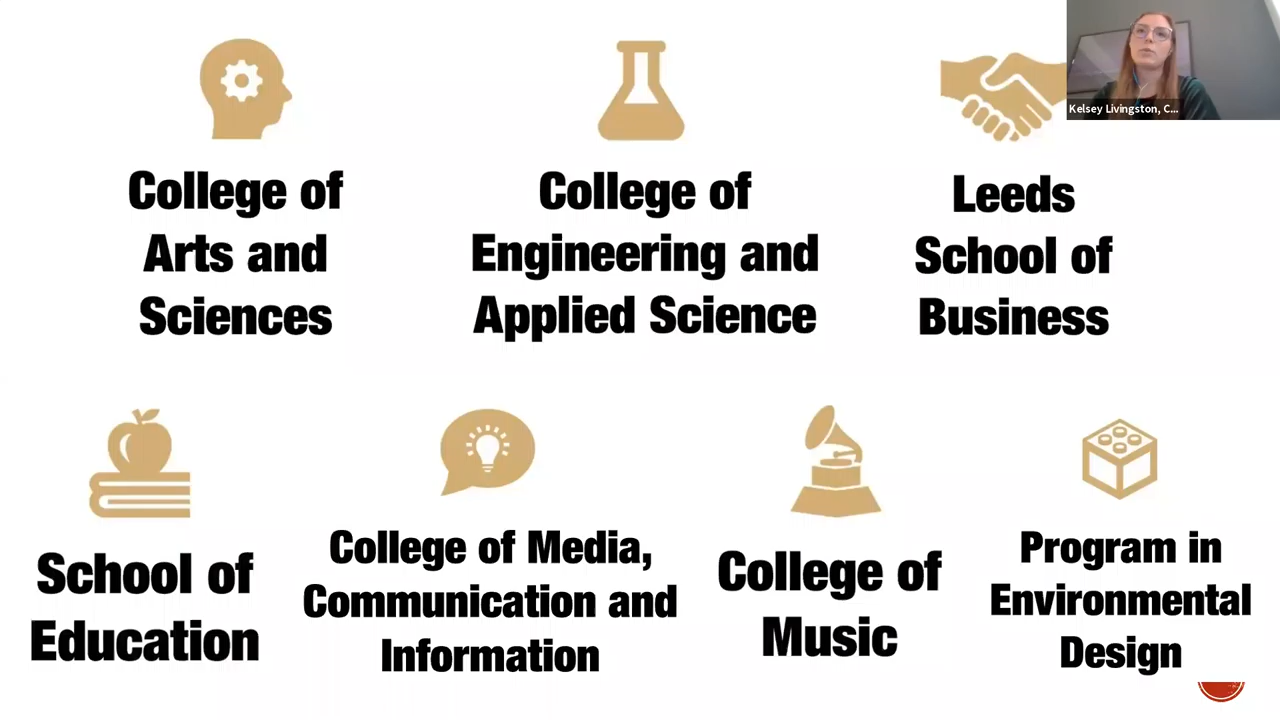 Kelsey Livingston, C...
College of
Arts and
Sciences
College of
Engineering and
Applied Science
Leeds
School of
Business
School of
Education
College of Media,
Communication and
Information
College of
Music
Program in
Environmental
Design